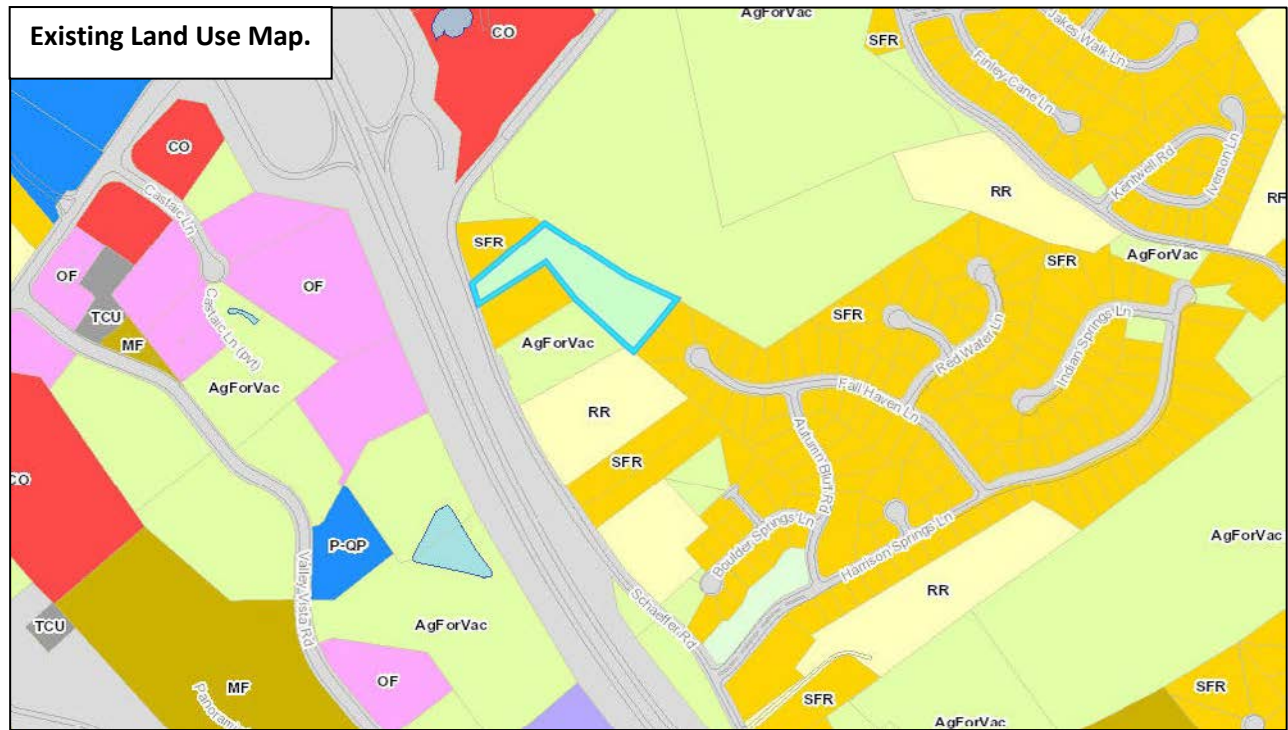 Existing Land Use Map.
AgForVac
CO
SFR
Jakes Walk Ln
Finley Cane Ln
CO
Castaic Ln
Kentwell Rd
Iverson Ln
RR
RR
SFR
OF
OF
Castaic Ln (pvt)
TCU
MF
AgForVac
SFR
AgForVac
SFR
Red Water Ln
Indian Springs Ln
AgForVac
Fall Haven Ln
RR
Autumn Bluff Rd
SFR
CO
Boulder Springs Ln
Harrison Springs Ln
P-QP
AgForVac
Valley Vista Rd
Schaeffer Rd
RR
TCU
AgForVac
MF
OF
SFR
SFR
AgForVac